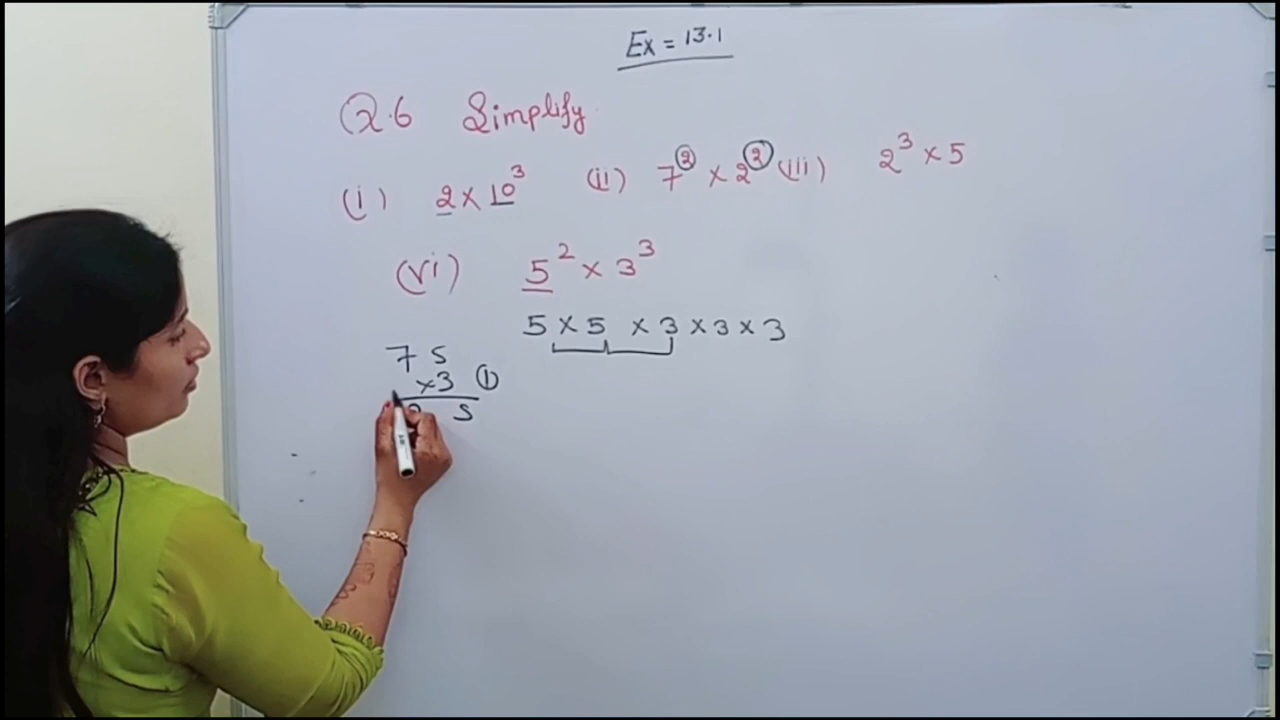 Ex = 13.1
Q.6 Simplify
(i) 2 × 10³ (ii) 7² × 2² (iii) 2³ × 5
(vi) 5² × 3³
5 × 5 × 3 × 3 × 3
75
×3 ①
5